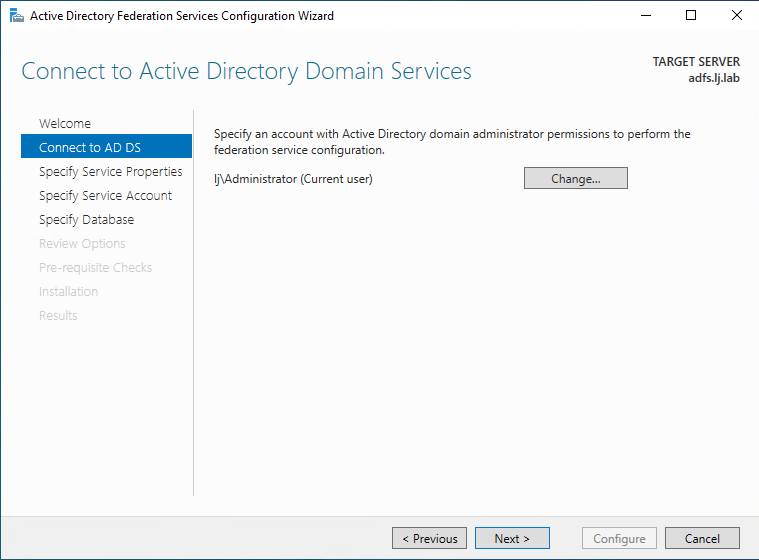 Active Directory Federation Services Configuration Wizard
Connect to Active Directory Domain Services
TARGET SERVER
adfs.lj.lab
Welcome
Connect to AD DS
Specify Service Properties
Specify Service Account
Specify Database
Review Options
Pre-requisite Checks
Installation
Results
Specify an account with Active Directory domain administrator permissions to perform the
federation service configuration.
lj\Administrator (Current user)
Change...
< Previous
Next >
Configure
Cancel